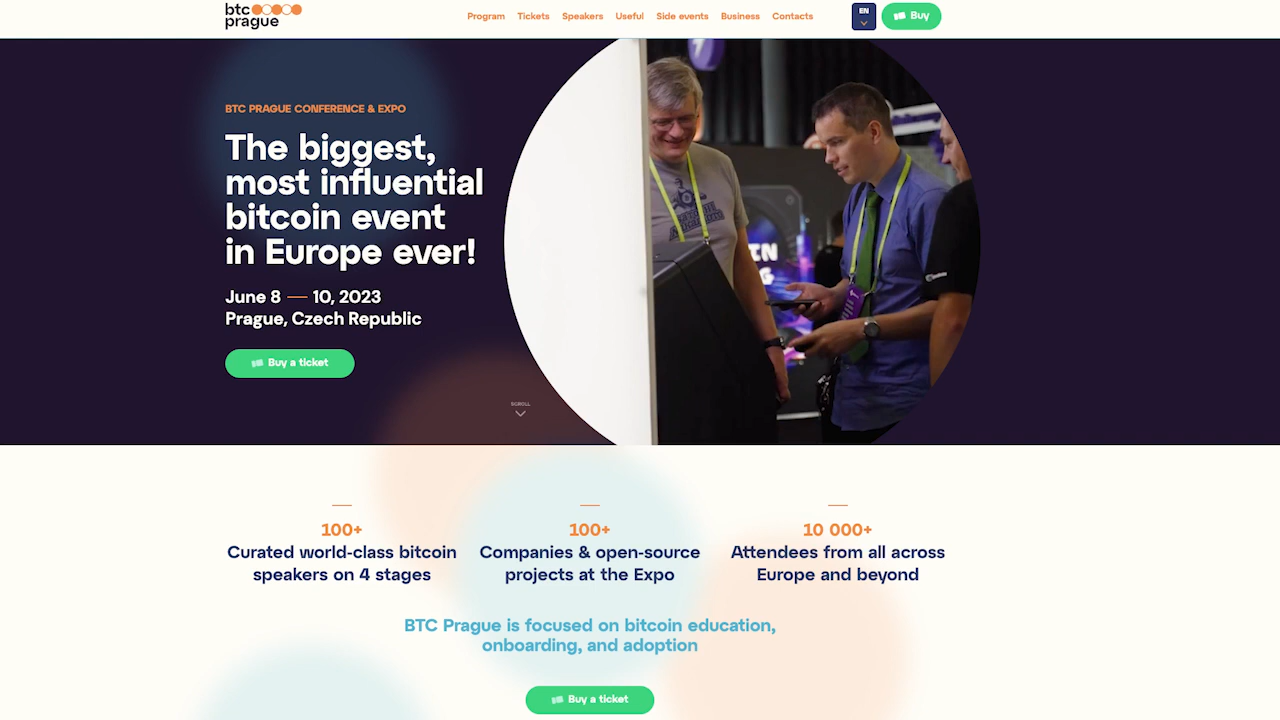 btc
prague
Program Tickets Speakers Useful Side events Business Contacts
EN
Buy
BTC PRAGUE CONFERENCE & EXPO
The biggest,
most influential
bitcoin event
in Europe ever!
June 8 — 10, 2023
Prague, Czech Republic
Buy a ticket
SCROLL
100+
Curated world-class bitcoin
speakers on 4 stages
100+
Companies & open-source
projects at the Expo
10 000+
Attendees from all across
Europe and beyond
BTC Prague is focused on bitcoin education,
onboarding, and adoption
Buy a ticket